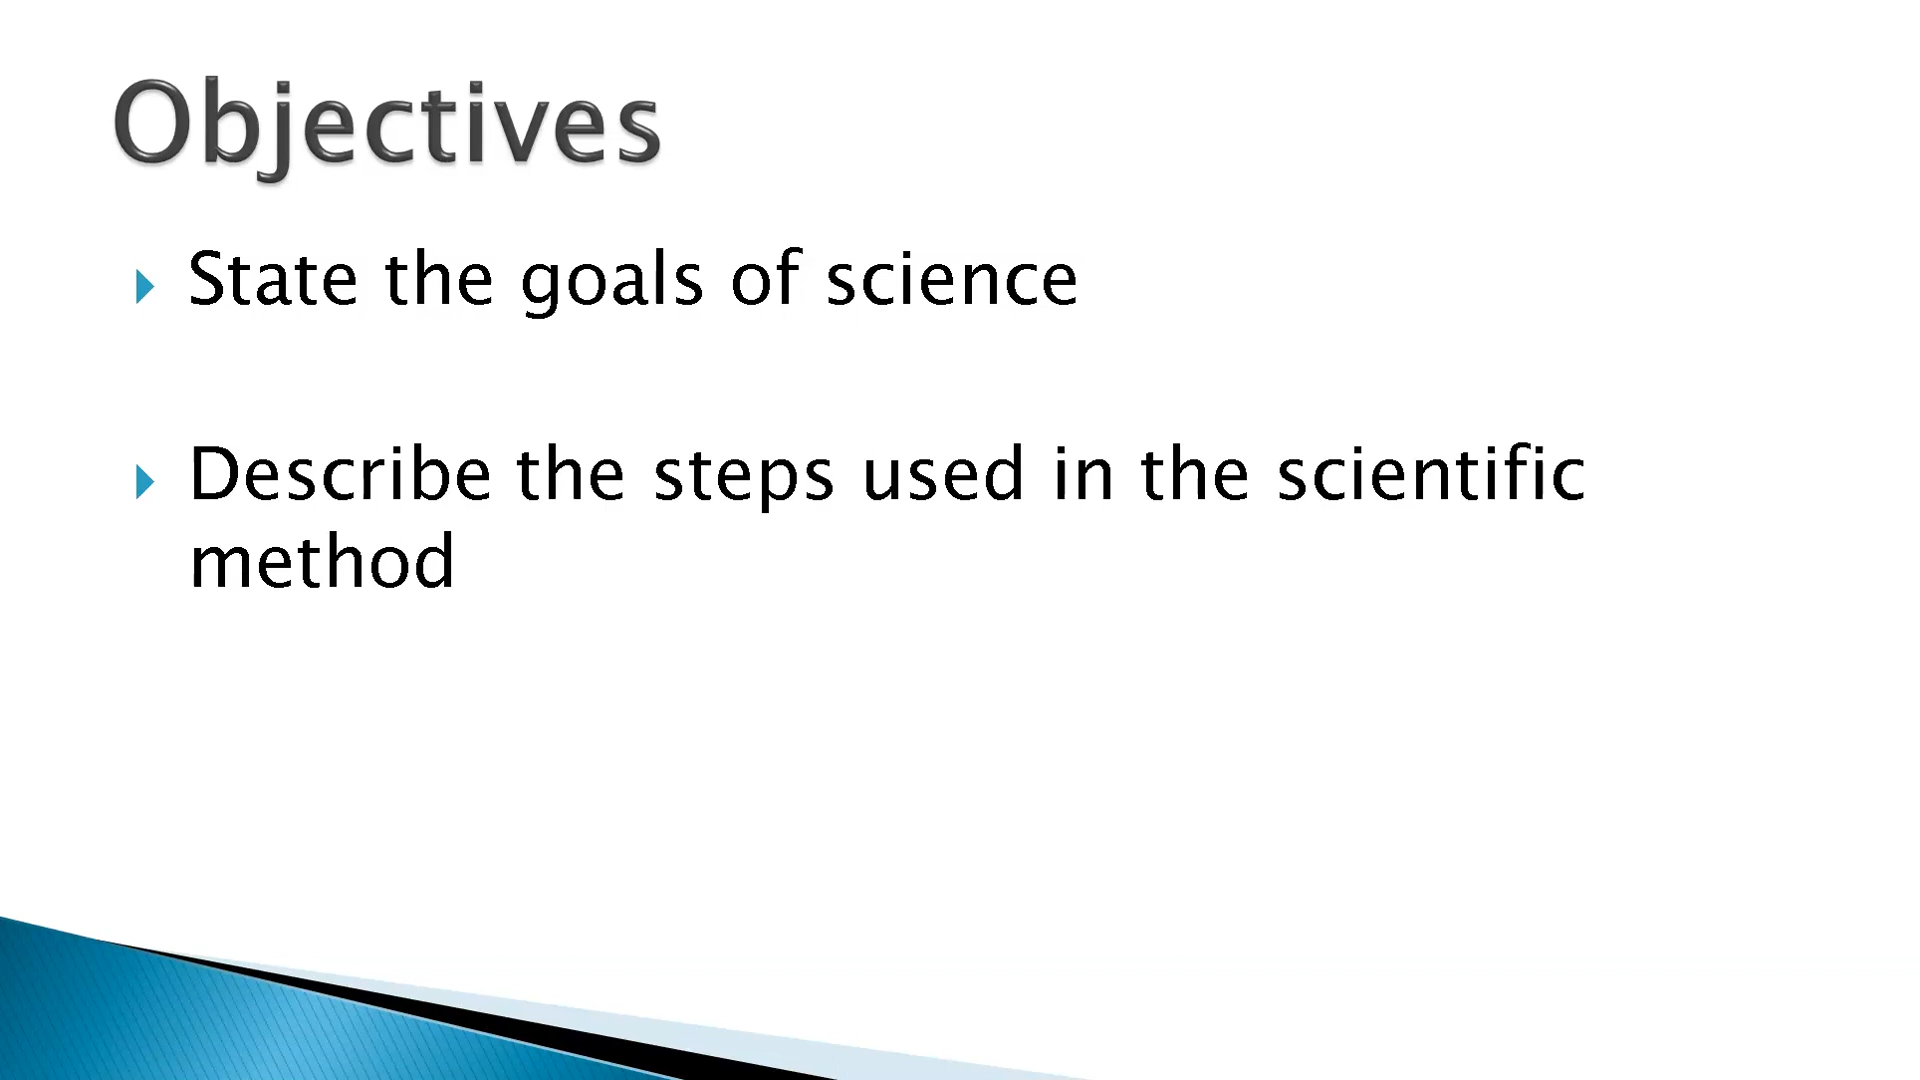 Objectives
State the goals of science
Describe the steps used in the scientific
method